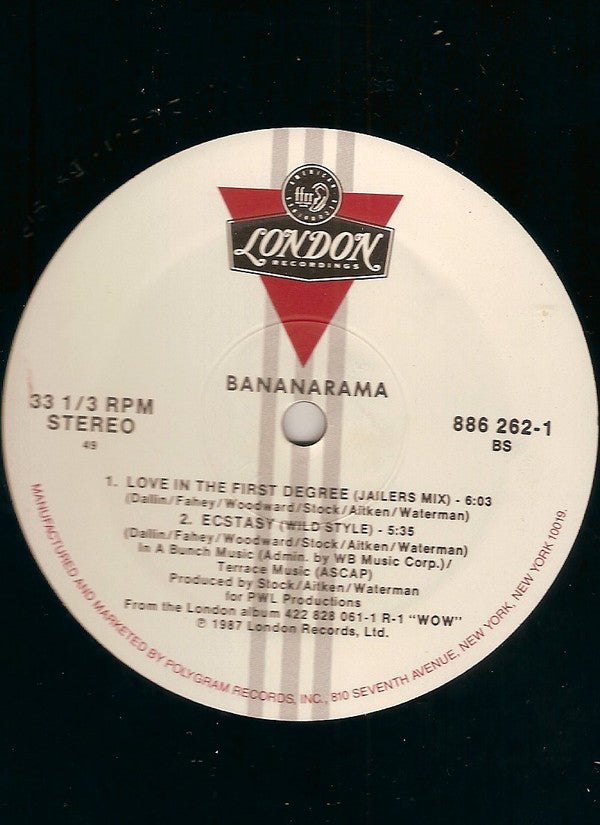 AMERICAN
ffrr
LONDON
RECORDINGS
BANANARAMA
33 1/3 RPM
STEREO
49
886 262-1
BS
1. LOVE IN THE FIRST DEGREE (JAILERS MIX) - 6:03
(Dallin/Fahey/Woodward/Stock/Aitken/Waterman)
2. ECSTASY (WILD STYLE) - 5:35
(Dallin/Fahey/Woodward/Stock/Aitken/Waterman)
In A Bunch Music (Admin. by WB Music Corp.)/
Terrace Music (ASCAP)
Produced by Stock/Aitken/Waterman
for PWL Productions
From the London album 422 828 061-1 R-1 "WOW"
℗ 1987 London Records, Ltd.
MANUFACTURED AND MARKETED BY POLYGRAM RECORDS, INC., 810 SEVENTH AVENUE, NEW YORK, NEW YORK 10019.